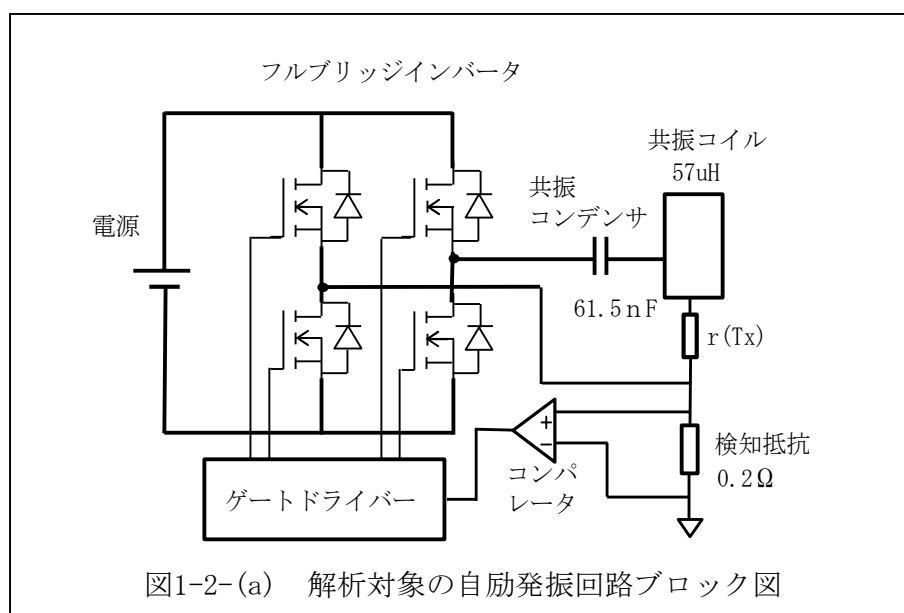 フルブリッジインバータ
共振コイル
57uH
共振
コンデンサ
電源
61.5nF
r(Tx)
+
−
検知抵抗
0.2Ω
コンパ
レータ
ゲートドライバー
図1-2-(a) 解析対象の自励発振回路ブロック図